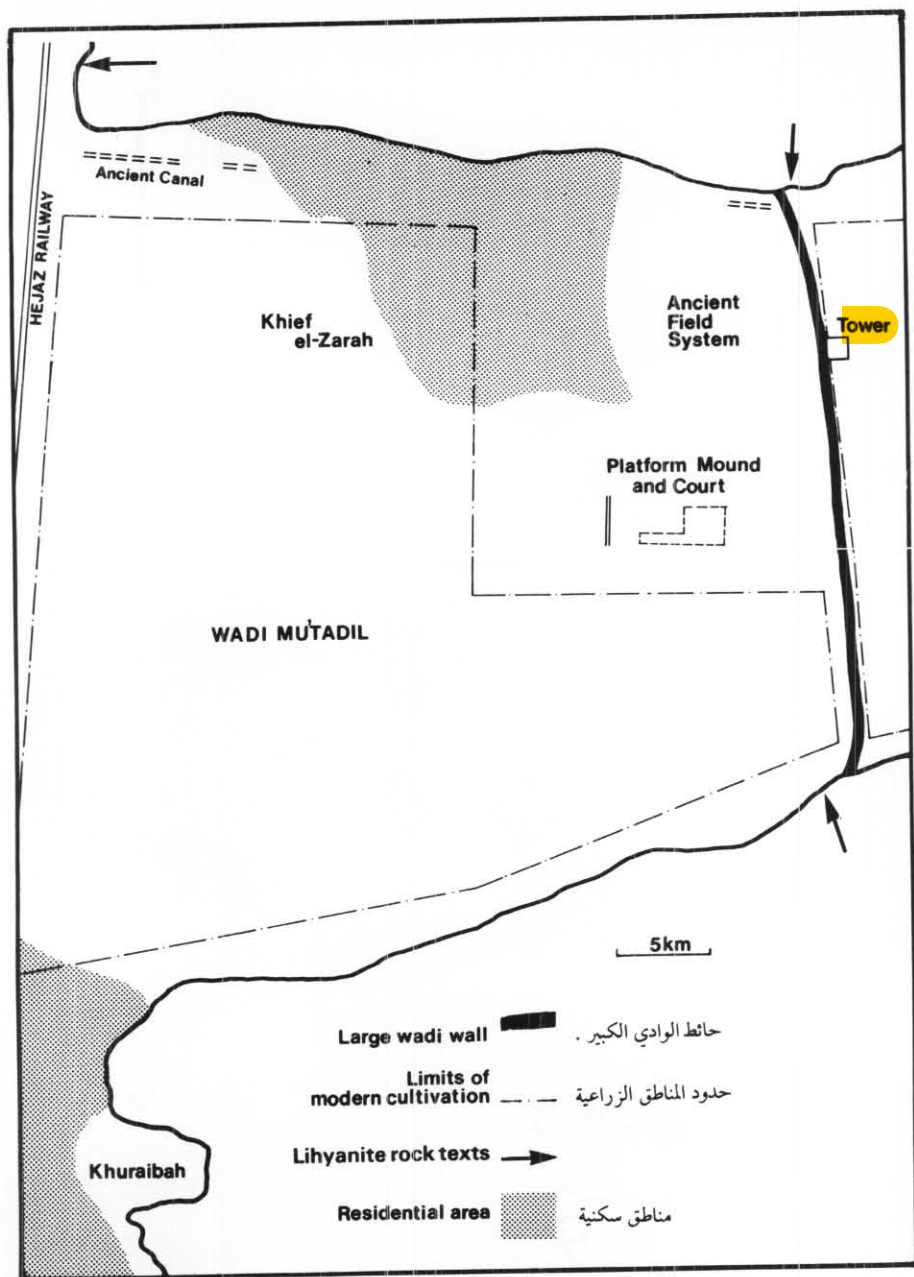 Ancient Canal
HEJAZ RAILWAY
Khief
el-Zarah
Ancient
Field
System
Tower
Platform Mound
and Court
WADI MU'TADIL
5km
Large wadi wall حائط الوادي الكبير .
Limits of
modern cultivation حدود المناطق الزراعية
Lihyanite rock texts
Khuraibah
Residential area مناطق سكنية